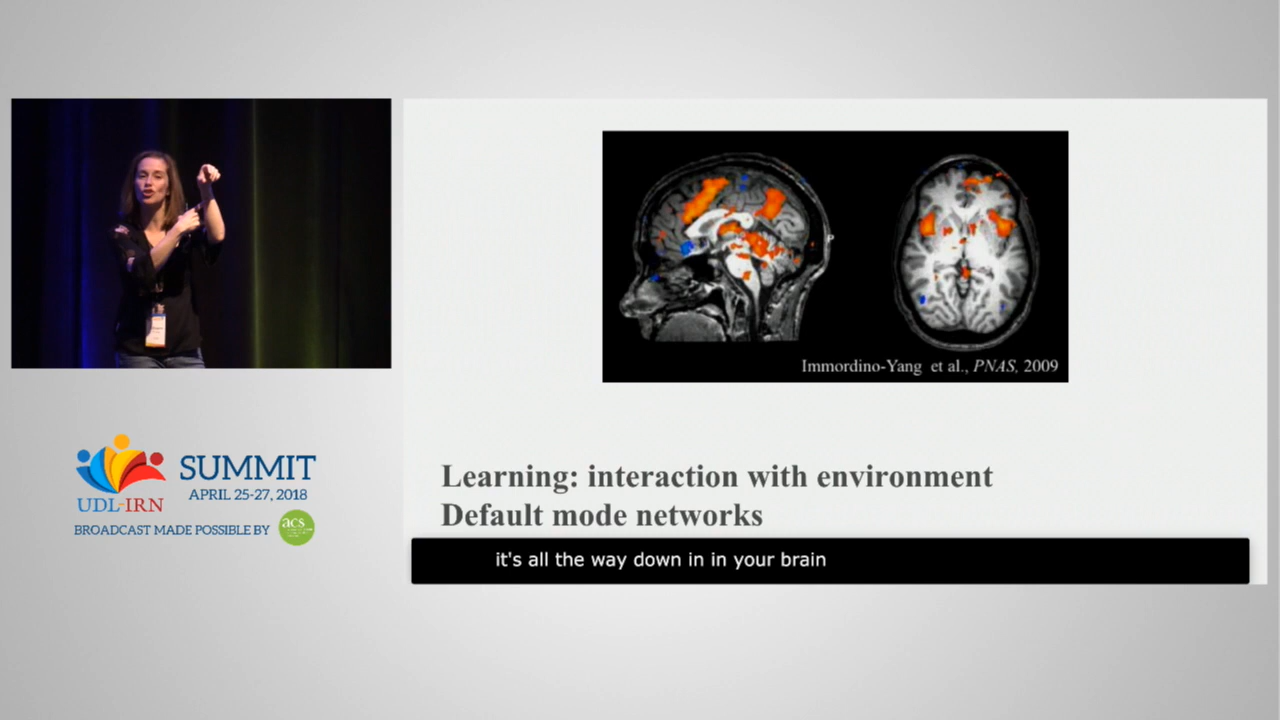 Immordino-Yang et al., PNAS, 2009
SUMMIT
APRIL 25-27, 2018
UDL-IRN
BROADCAST MADE POSSIBLE BY
acs
Learning: interaction with environment
Default mode networks
it's all the way down in in your brain